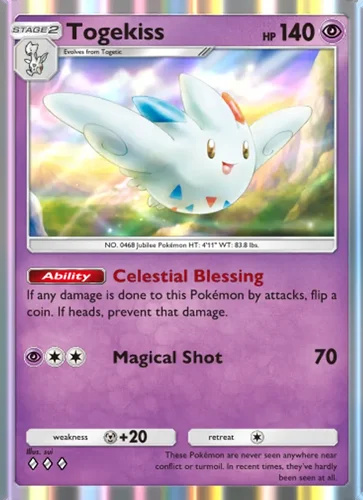 STAGE 2 Togekiss HP 140
Evolves from Togetic
NO. 0468 Jubilee Pokémon HT: 4'11" WT: 83.8 lbs.
Ability Celestial Blessing
If any damage is done to this Pokémon by attacks, flip a
coin. If heads, prevent that damage.
Magical Shot 70
weakness +20 retreat
Illus. sui
These Pokémon are never seen anywhere near
conflict or turmoil. In recent times, they've hardly
been seen at all.